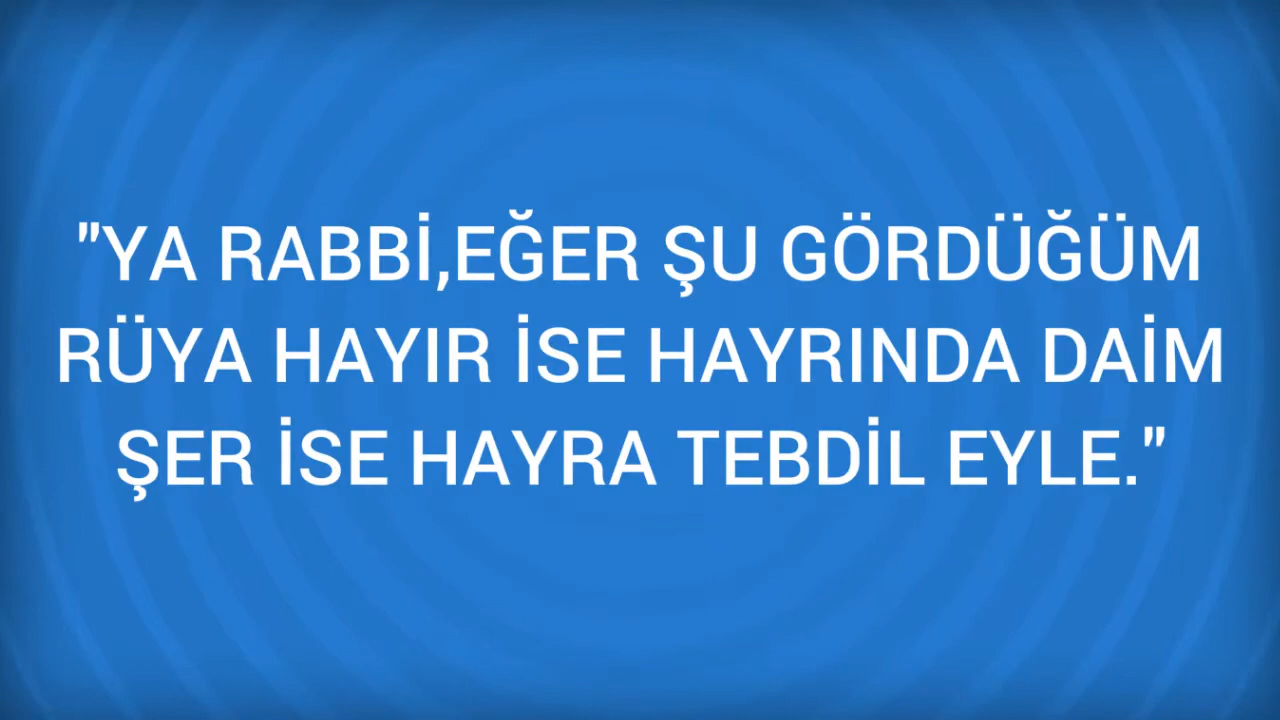 "YA RABBİ,EĞER ŞU GÖRDÜĞÜM
RÜYA HAYIR İSE HAYRINDA DAİM
ŞER İSE HAYRA TEBDİL EYLE."